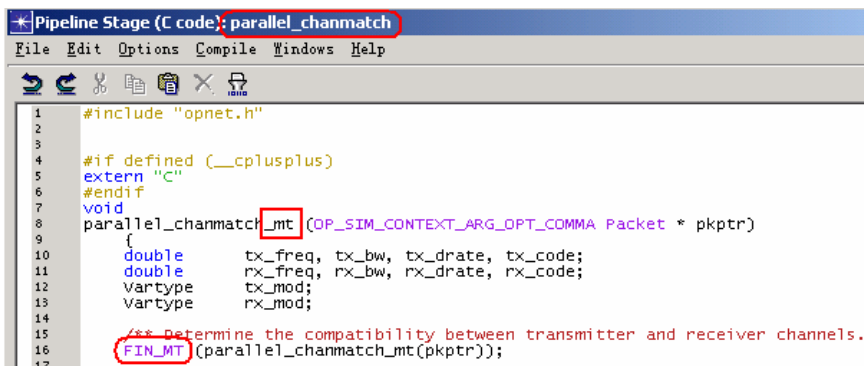 Pipeline Stage (C code): parallel_chanmatch
File Edit Options Compile Windows Help
1 #include "opnet.h"
2
3
4 #if defined (__cplusplus)
5 extern "C"
6 #endif
7 void
8 parallel_chanmatch_mt (OP_SIM_CONTEXT_ARG_OPT_COMMA Packet * pkptr)
9 {
10 double tx_freq, tx_bw, tx_drate, tx_code;
11 double rx_freq, rx_bw, rx_drate, rx_code;
12 Vartype tx_mod;
13 Vartype rx_mod;
14
15 /** Determine the compatibility between transmitter and receiver channels.
16 FIN_MT (parallel_chanmatch_mt(pkptr));
17